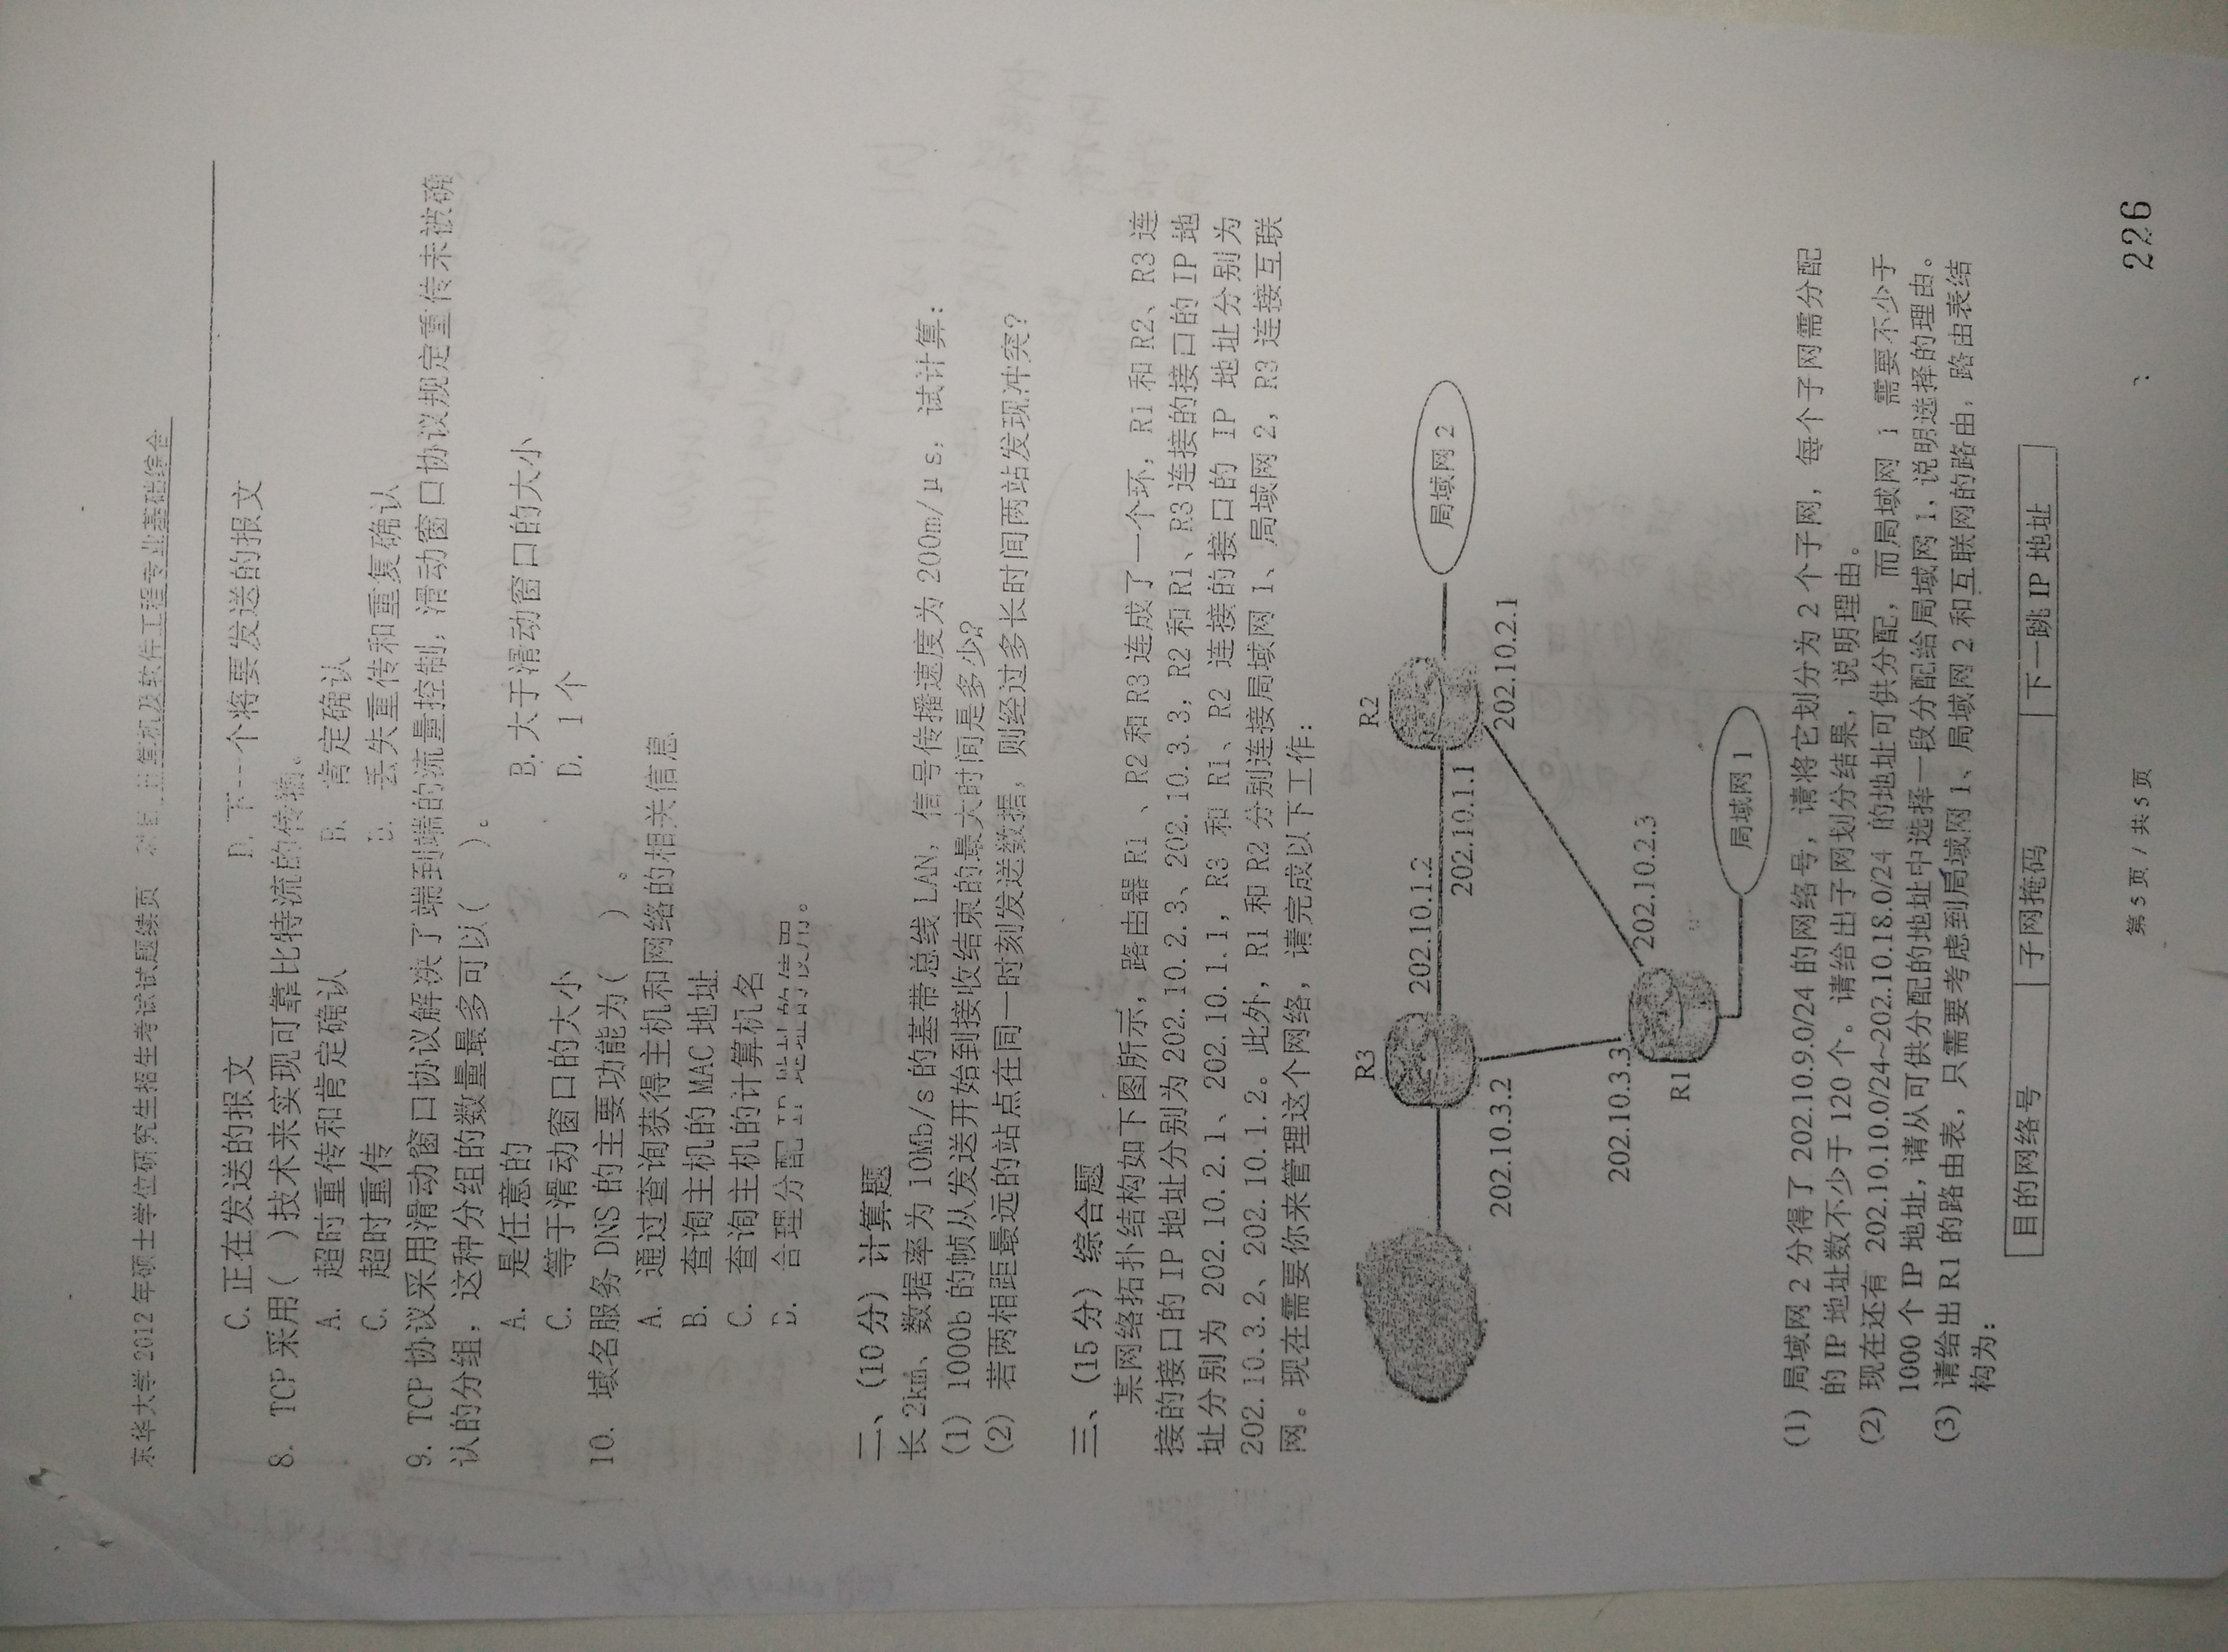 东华大学 2012 年硕士学位研究生招生考试试题续页 科目:计算机及软件工程专业基础综合
C. 正在发送的报文 D. 下一个将要发送的报文
8. TCP 采用( )技术来实现可靠比特流的传输。
A. 超时重传和肯定确认 B. 肯定确认
C. 超时重传 D. 丢失重传和重复确认
9. TCP 协议采用滑动窗口协议解决了端到端的流量控制,滑动窗口协议规定重传未被确
认的分组,这种分组的数量最多可以( )。
A. 是任意的 B. 大于滑动窗口的大小
C. 等于滑动窗口的大小 D. 1 个
10. 域名服务 DNS 的主要功能为( )。
A. 通过查询获得主机和网络的相关信息
B. 查询主机的 MAC 地址
C. 查询主机的计算机名
D. 合理分配 IP 地址的使用。
二、(10 分)计算题
长 2km、数据率为 10Mb/s 的基带总线 LAN,信号传播速度为 200m/μs,试计算:
(1) 1000b 的帧从发送开始到接收结束的最大时间是多少?
(2) 若两相距最远的站点在同一时刻发送数据,则经过多长时间两站发现冲突?
三、(15 分)综合题
某网络拓扑结构如下图所示,路由器 R1 、R2 和 R3 连成了一个环,R1 和 R2、R3 连
接的接口的 IP 地址分别为 202.10.2.3、202.10.3.3,R2 和 R1、R3 连接的接口的 IP 地
址分别为 202.10.2.1、202.10.1.1,R3 和 R1、R2 连接的接口的 IP 地址分别为
202.10.3.2、202.10.1.2。此外,R1 和 R2 分别连接局域网 1、局域网 2,R3 连接互联
网。现在需要你来管理这个网络,请完成以下工作:
R3
R2
202.10.1.2
202.10.1.1
局域网 2
202.10.3.2
202.10.2.1
202.10.3.3
202.10.2.3
R1
局域网 1
(1) 局域网 2 分得了 202.10.9.0/24 的网络号,请将它划分为 2 个子网,每个子网需分配
的 IP 地址数不少于 120 个。请给出子网划分结果,说明理由。
(2) 现在还有 202.10.10.0/24~202.10.18.0/24 的地址可供分配,而局域网 1 需要不少于
1000 个 IP 地址,请从可供分配的地址中选择一段分配给局域网 1,说明选择的理由。
(3) 请给出 R1 的路由表,只需要考虑到局域网 1、局域网 2 和互联网的路由,路由表结
构为:
目的网络号 子网掩码 下一跳 IP 地址
第 5 页 / 共 5 页
226